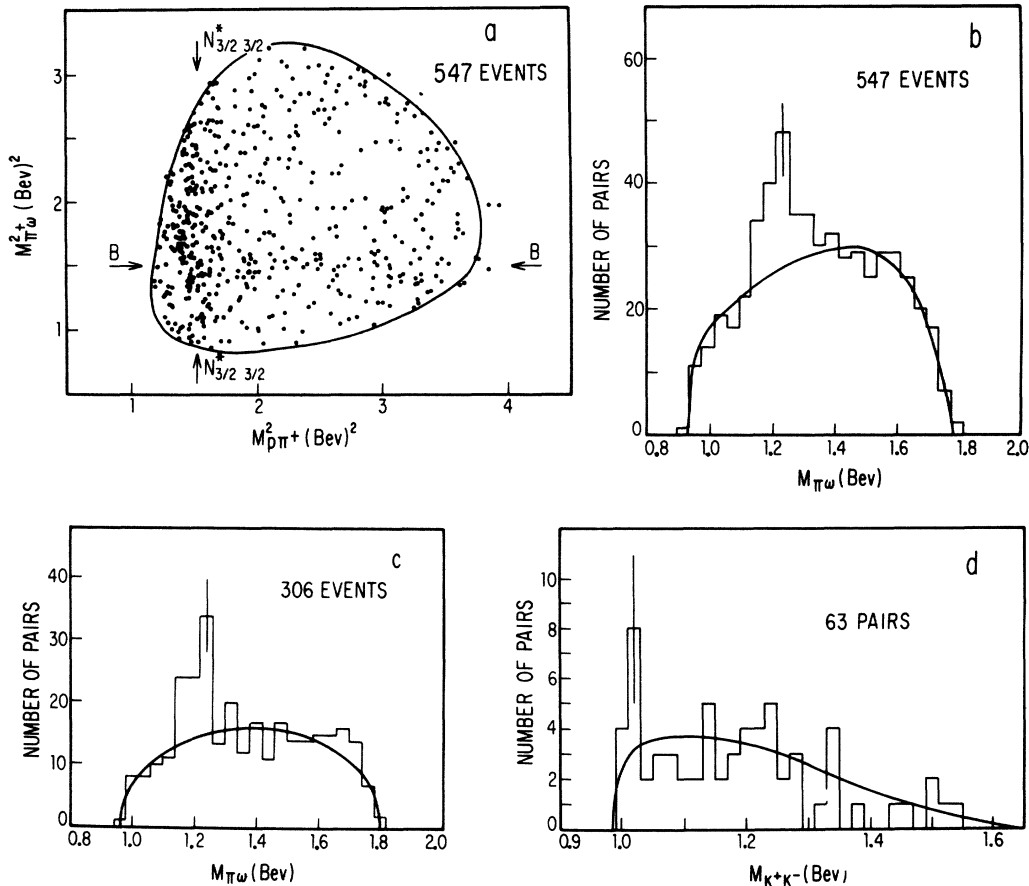 a
547 EVENTS
N*3/2 3/2
3
2
1
M²π+ω (Bev)²
B
B
N*3/2 3/2
1
2
3
4
M²pπ+ (Bev)²
b
547 EVENTS
60
40
20
0
NUMBER OF PAIRS
0.8
1.0
1.2
1.4
1.6
1.8
2.0
Mπω (Bev)
c
306 EVENTS
40
30
20
10
0
NUMBER OF PAIRS
0.8
1.0
1.2
1.4
1.6
1.8
2.0
Mπω (Bev)
d
63 PAIRS
10
8
6
4
2
0
NUMBER OF PAIRS
0.9
1.0
1.2
1.4
1.6
MK+K- (Bev)